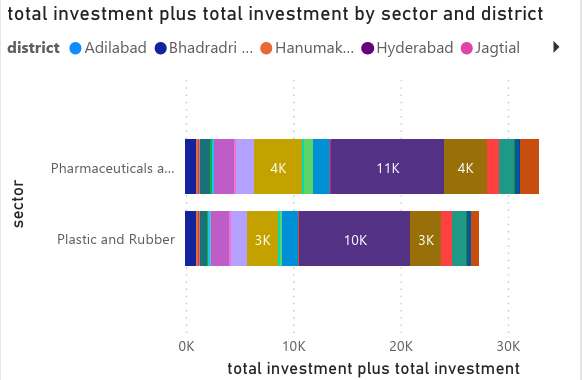 total investment plus total investment by sector and district
district Adilabad Bhadradri ... Hanumak... Hyderabad Jagtial
Pharmaceuticals a... 4K 11K 4K
Plastic and Rubber 3K 10K 3K
sector
0K 10K 20K 30K
total investment plus total investment